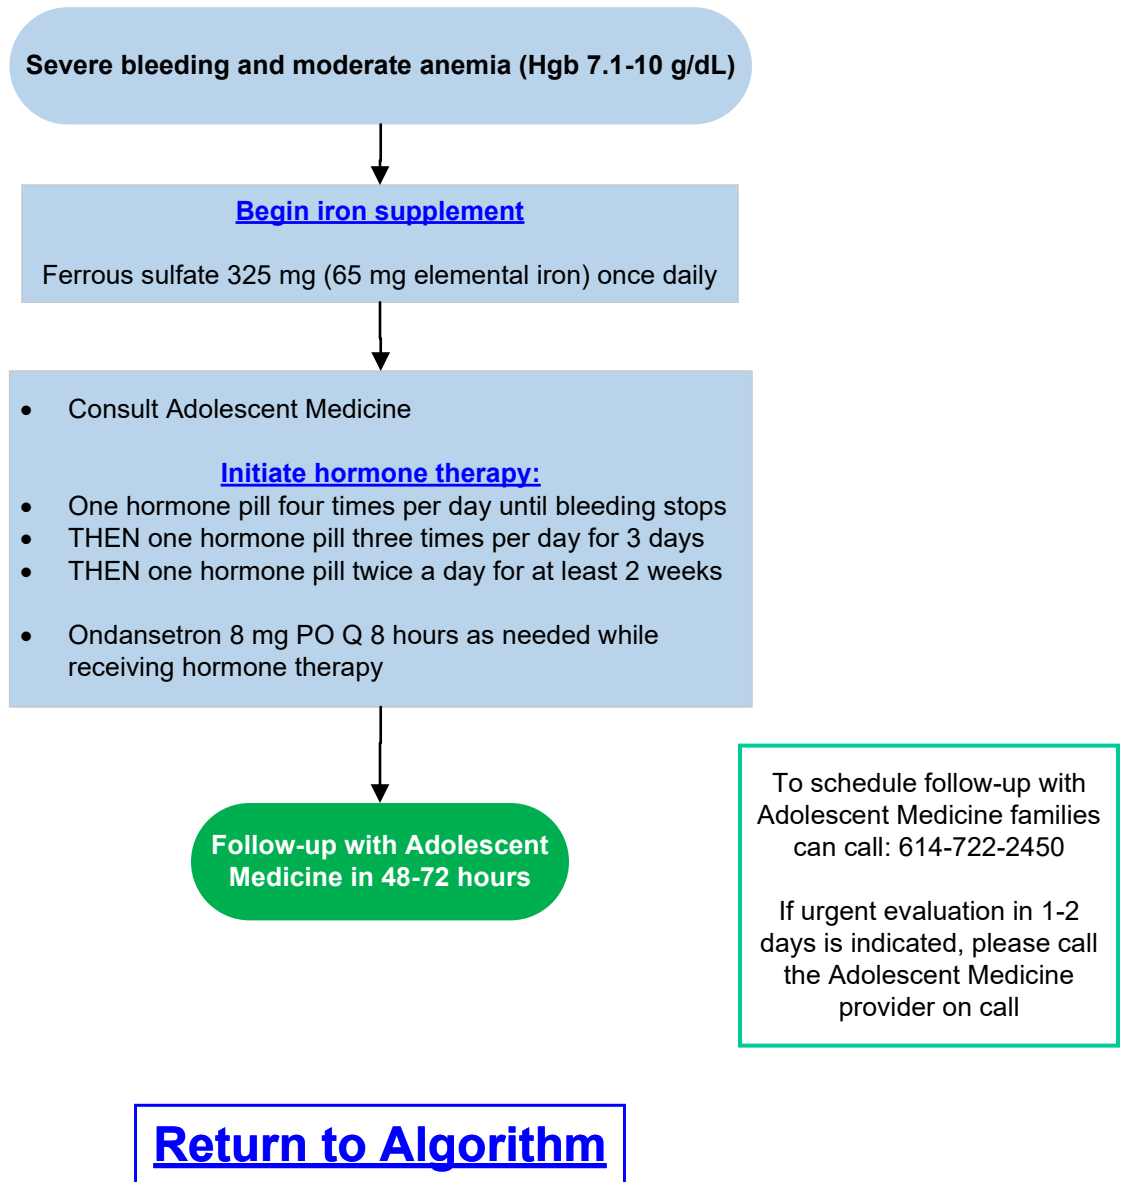 Severe bleeding and moderate anemia (Hgb 7.1-10 g/dL)
Begin iron supplement
Ferrous sulfate 325 mg (65 mg elemental iron) once daily
• Consult Adolescent Medicine
Initiate hormone therapy:
• One hormone pill four times per day until bleeding stops
• THEN one hormone pill three times per day for 3 days
• THEN one hormone pill twice a day for at least 2 weeks
• Ondansetron 8 mg PO Q 8 hours as needed while
receiving hormone therapy
Follow-up with Adolescent
Medicine in 48-72 hours
To schedule follow-up with
Adolescent Medicine families
can call: 614-722-2450
If urgent evaluation in 1-2
days is indicated, please call
the Adolescent Medicine
provider on call
Return to Algorithm